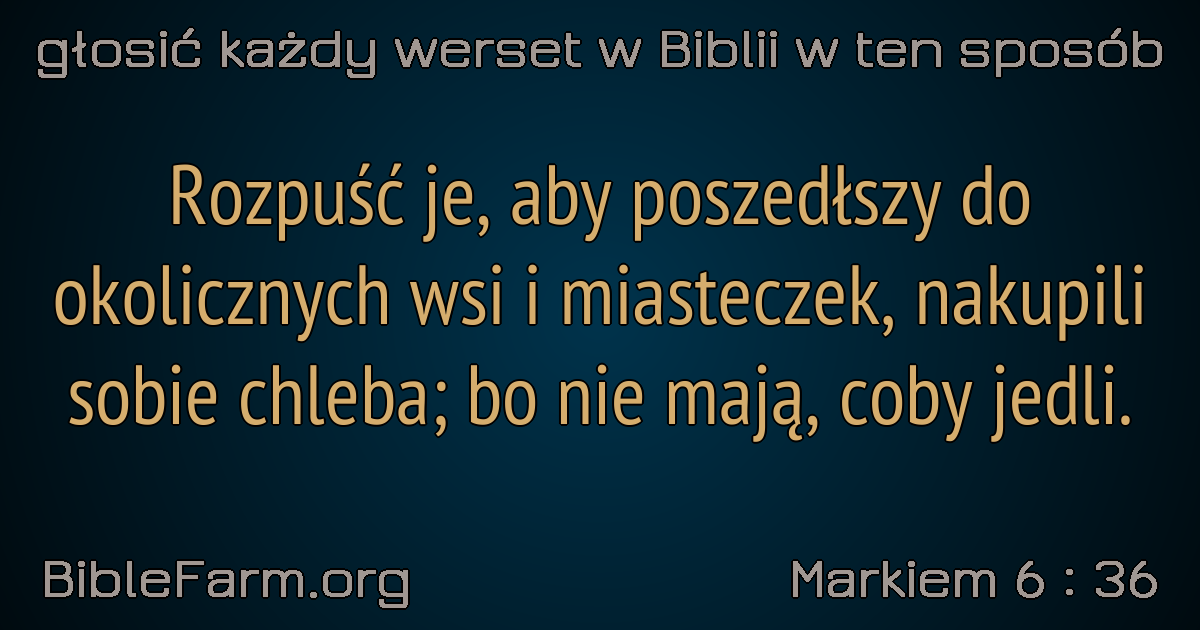 głosić każdy werset w Biblii w ten sposób
Rozpuść je, aby poszedłszy do
okolicznych wsi i miasteczek, nakupili
sobie chleba; bo nie mają, coby jedli.
BibleFarm.org
Markiem 6 : 36